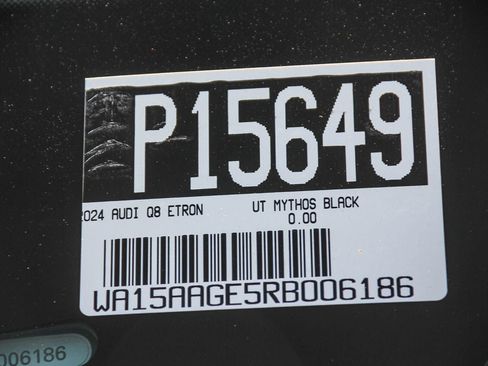 P15649
2024 AUDI Q8 ETRON UT MYTHOS BLACK
0.00
WA15AAGE5RB006186
006186